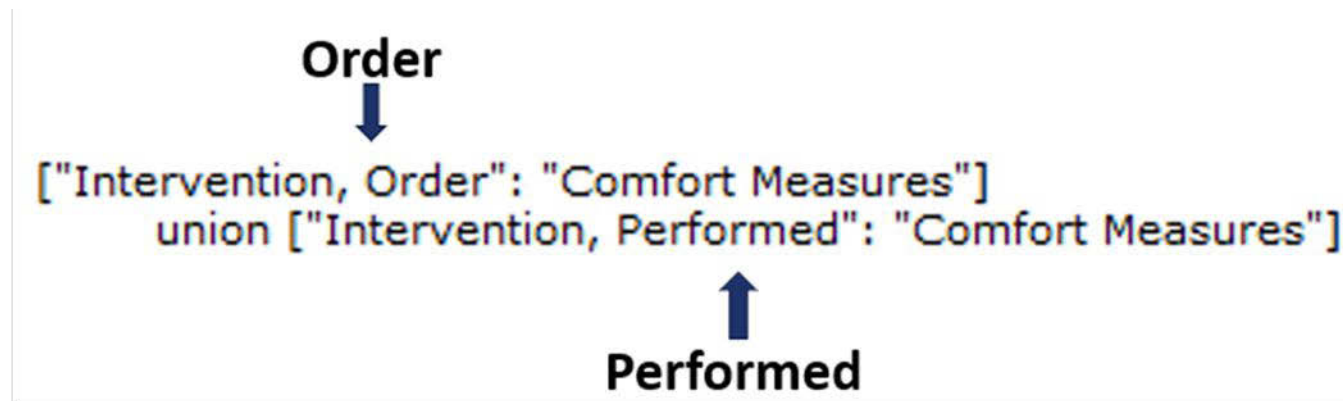 Order
["Intervention, Order": "Comfort Measures"]
union ["Intervention, Performed": "Comfort Measures"]
Performed